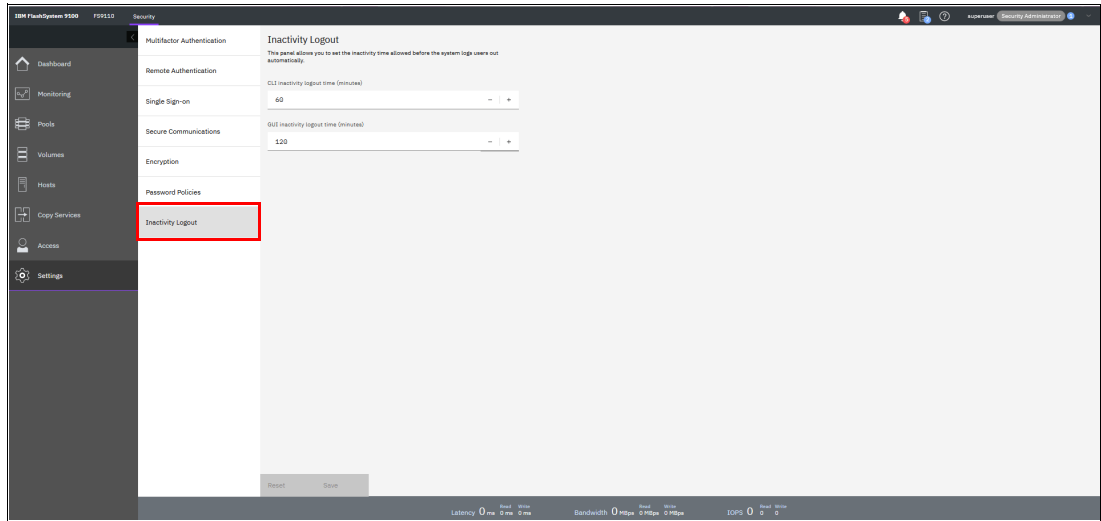 IBM FlashSystem 9100 FS9110 Security
superuser Security Administrator
Dashboard
Monitoring
Pools
Volumes
Hosts
Copy Services
Access
Settings
Multifactor Authentication
Remote Authentication
Single Sign-on
Secure Communications
Encryption
Password Policies
Inactivity Logout
Inactivity Logout
This panel allows you to set the inactivity time allowed before the system logs users out
automatically.
CLI inactivity logout time (minutes)
60 − +
GUI inactivity logout time (minutes)
120 − +
Reset Save
Latency 0 ms Read 0 ms Write 0 ms
Bandwidth 0 MBps Read 0 MBps Write 0 MBps
IOPS 0 Read 0 Write 0